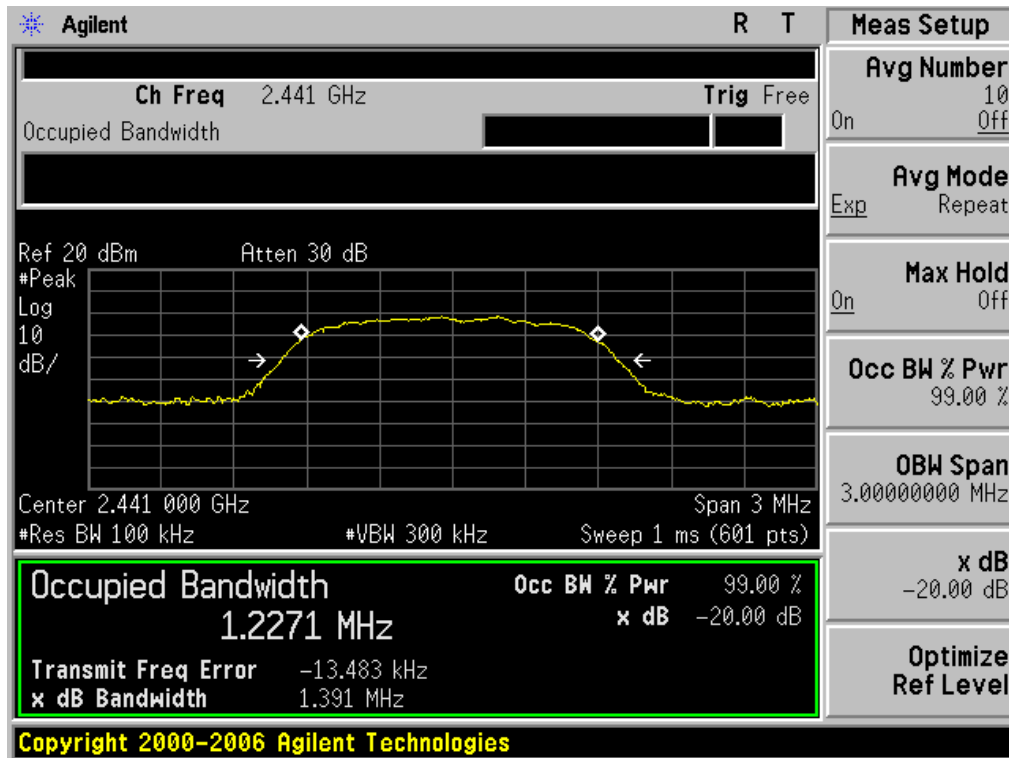 Agilent R T
Ch Freq 2.441 GHz Trig Free
Occupied Bandwidth
Ref 20 dBm Atten 30 dB
#Peak
Log
10
dB/
Center 2.441 000 GHz Span 3 MHz
#Res BW 100 kHz #VBW 300 kHz Sweep 1 ms (601 pts)
Occupied Bandwidth
1.2271 MHz
Occ BW % Pwr 99.00 %
x dB -20.00 dB
Transmit Freq Error -13.483 kHz
x dB Bandwidth 1.391 MHz
Copyright 2000-2006 Agilent Technologies
Meas Setup
Avg Number
10
On Off
Avg Mode
Exp Repeat
Max Hold
On Off
Occ BW % Pwr
99.00 %
OBW Span
3.00000000 MHz
x dB
-20.00 dB
Optimize
Ref Level